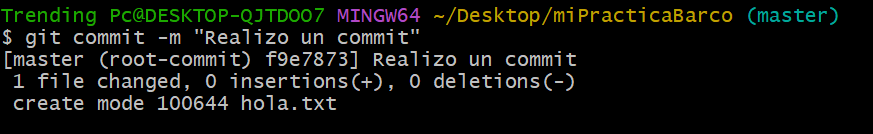 Trending Pc@DESKTOP-QJTDOO7 MINGW64 ~/Desktop/miPracticaBarco (master)
$ git commit -m "Realizo un commit"
[master (root-commit) f9e7873] Realizo un commit
 1 file changed, 0 insertions(+), 0 deletions(-)
 create mode 100644 hola.txt